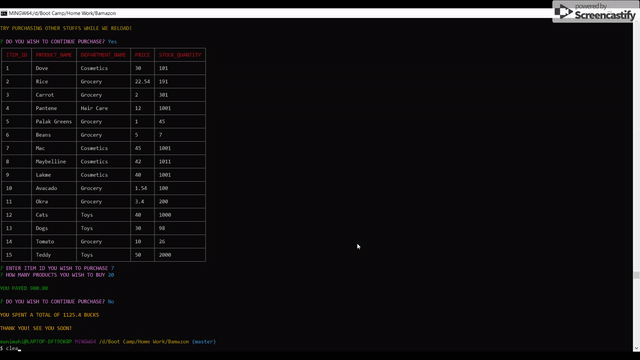 MINGW64:/d/Boot Camp/Home Work/Bamazon
powered by
Screencastify
TRY PURCHASING OTHER STUFFS WHILE WE RELOAD!
? DO YOU WISH TO CONTINUE PURCHASE? Yes
ITEM_ID PRODUCT_NAME DEPARTMENT_NAME PRICE STOCK_QUANTITY
1 Dove Cosmetics 30 101
2 Rice Grocery 22.54 191
3 Carrot Grocery 2 301
4 Pantene Hair Care 12 1001
5 Palak Greens Grocery 1 45
6 Beans Grocery 5 7
7 Mac Cosmetics 45 1001
8 Maybelline Cosmetics 42 1011
9 Lakme Cosmetics 40 1001
10 Avacado Grocery 1.54 100
11 Okra Grocery 3.4 200
12 Cats Toys 40 1000
13 Dogs Toys 30 98
14 Tomato Grocery 10 26
15 Teddy Toys 50 2000
? ENTER ITEM ID YOU WISH TO PURCHASE 7
? HOW MANY PRODUCTS YOU WISH TO BUY 20
YOU PAYED 900.00
? DO YOU WISH TO CONTINUE PURCHASE? No
YOU SPENT A TOTAL OF 1125.4 BUCKS
THANK YOU! SEE YOU SOON!
MINGW64 /d/Boot Camp/Home Work/Bamazon (master)
$ clea